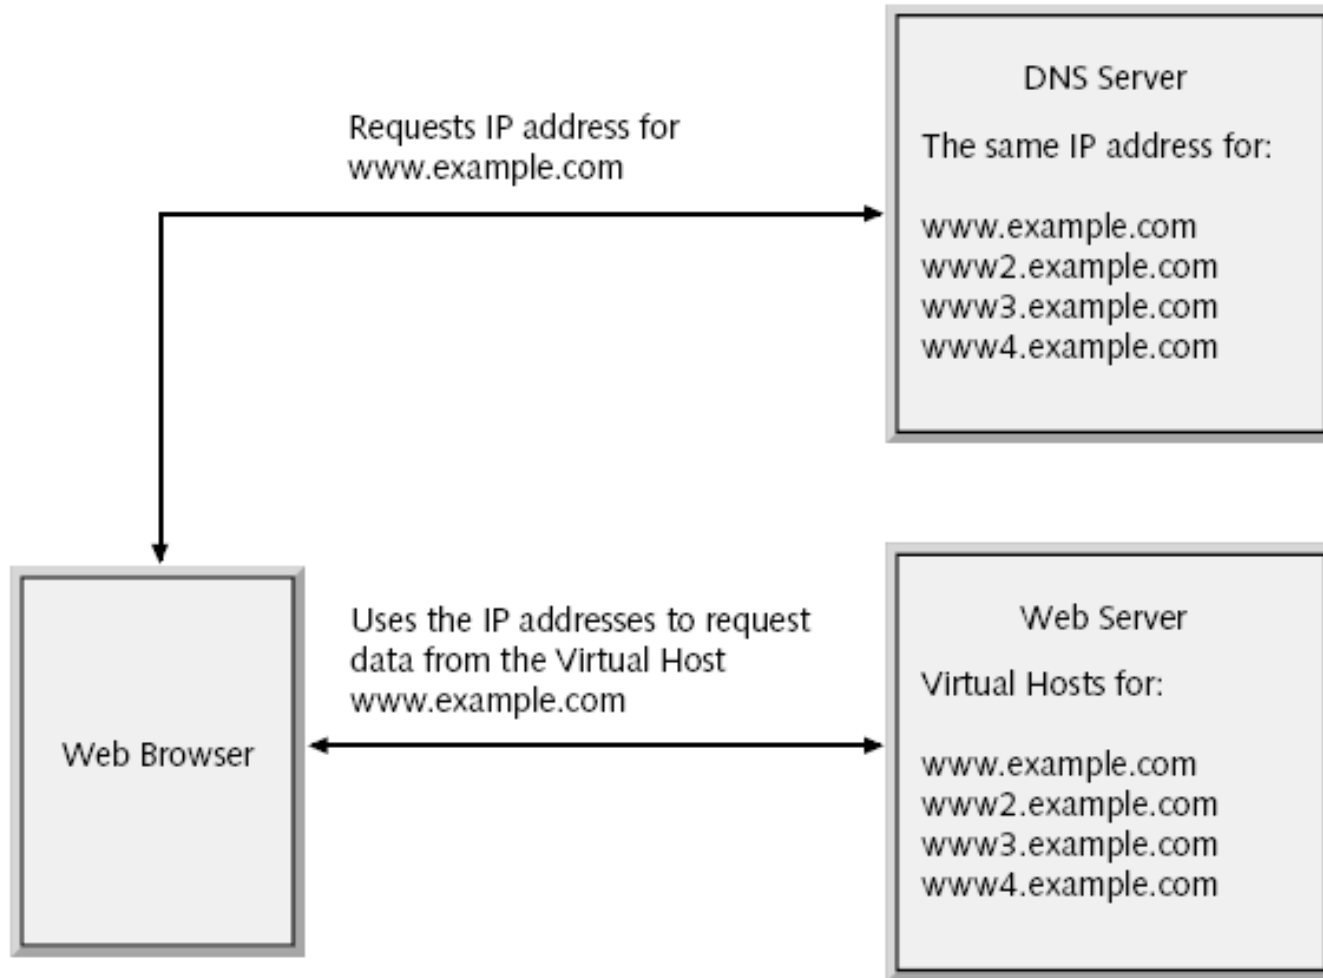 DNS Server
The same IP address for:
www.example.com
www2.example.com
www3.example.com
www4.example.com
Requests IP address for
www.example.com
Web Browser
Uses the IP addresses to request
data from the Virtual Host
www.example.com
Web Server
Virtual Hosts for:
www.example.com
www2.example.com
www3.example.com
www4.example.com